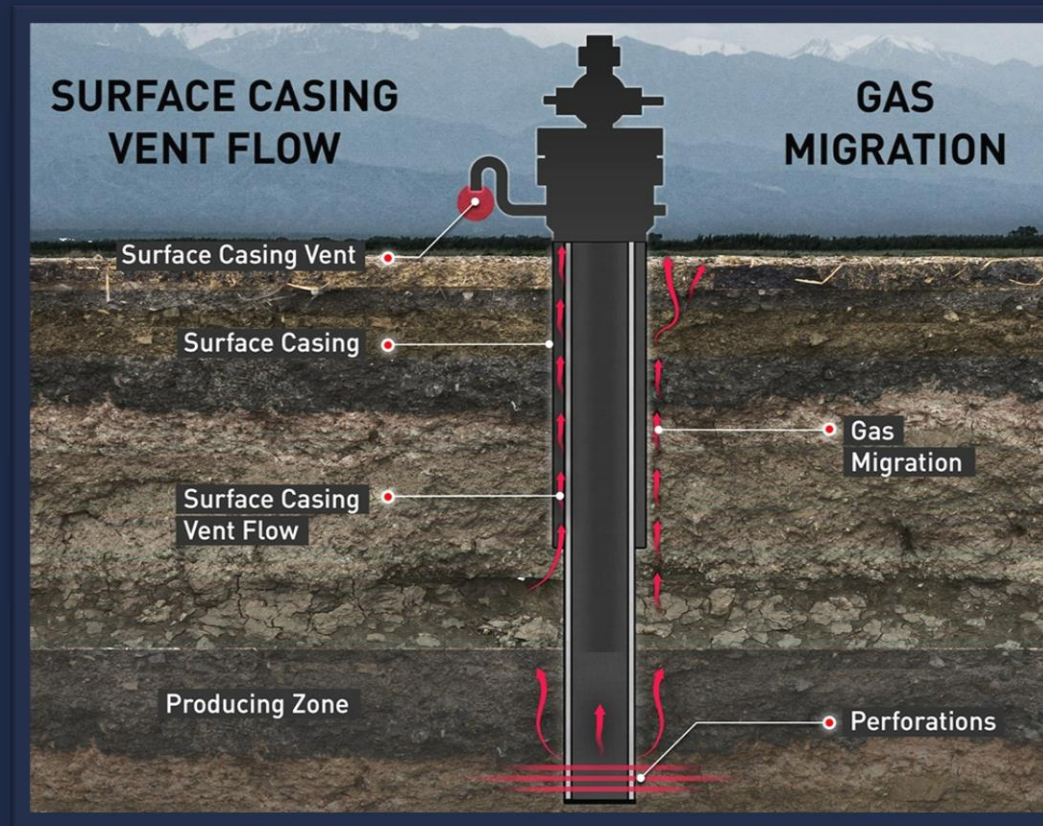 SURFACE CASING
VENT FLOW
GAS
MIGRATION
Surface Casing Vent
Surface Casing
Gas
Migration
Surface Casing
Vent Flow
Producing Zone
Perforations